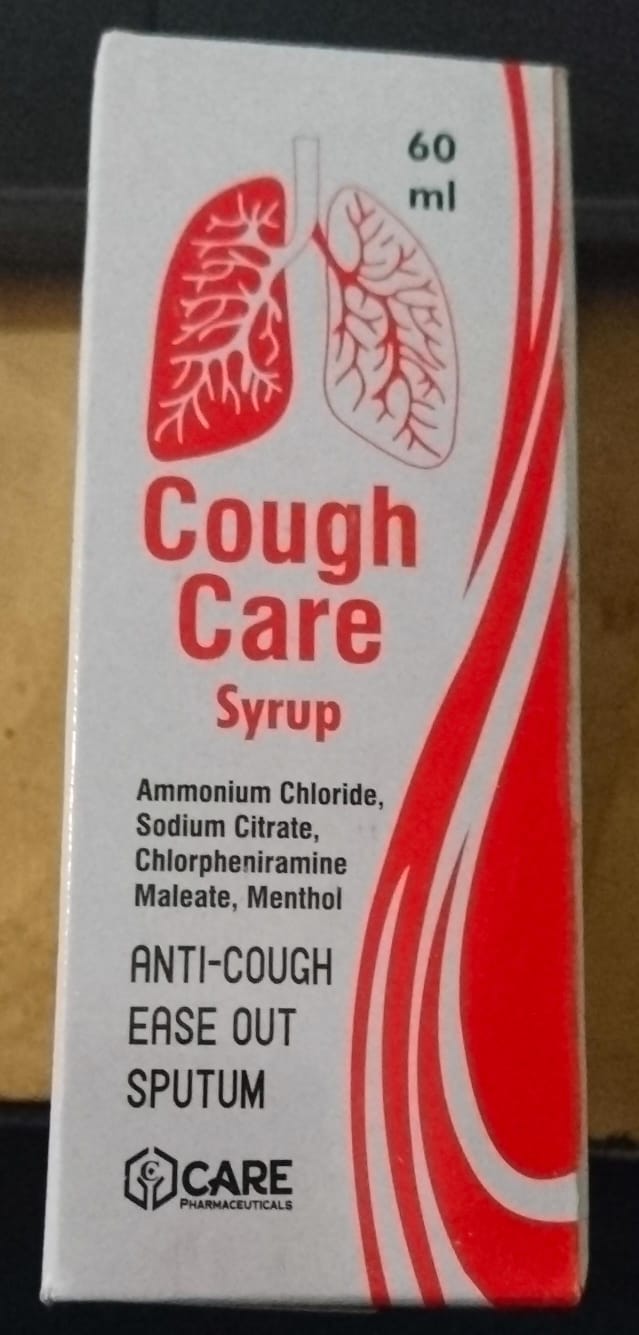 60
ml
Cough
Care
Syrup
Ammonium Chloride,
Sodium Citrate,
Chlorpheniramine
Maleate, Menthol
ANTI-COUGH
EASE OUT
SPUTUM
CARE
PHARMACEUTICALS